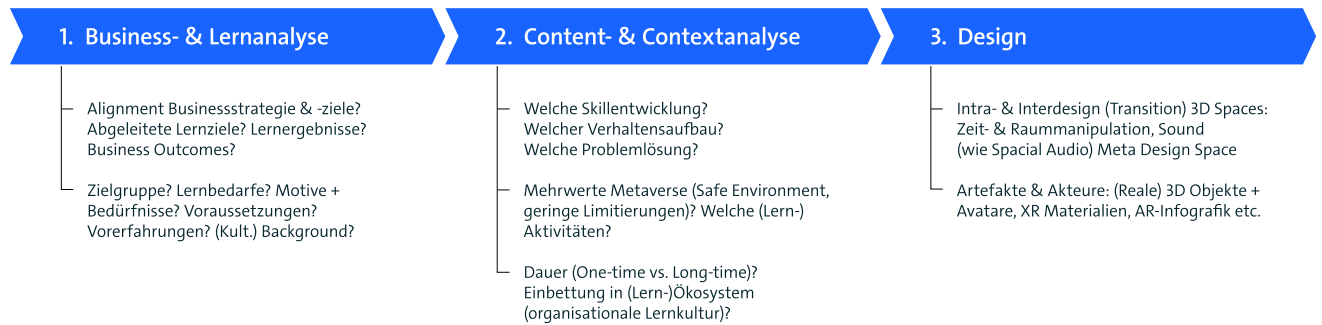 1. Business- & Lernanalyse
Alignment Businessstrategie & -ziele?
Abgeleitete Lernziele? Lernergebnisse?
Business Outcomes?
Zielgruppe? Lernbedarfe? Motive +
Bedürfnisse? Voraussetzungen?
Vorerfahrungen? (Kult.) Background?
2. Content- & Contextanalyse
Welche Skillentwicklung?
Welcher Verhaltensaufbau?
Welche Problemlösung?
Mehrwerte Metaverse (Safe Environment,
geringe Limitierungen)? Welche (Lern-)
Aktivitäten?
Dauer (One-time vs. Long-time)?
Einbettung in (Lern-)Ökosystem
(organisationale Lernkultur)?
3. Design
Intra- & Interdesign (Transition) 3D Spaces:
Zeit- & Raummanipulation, Sound
(wie Spacial Audio) Meta Design Space
Artefakte & Akteure: (Reale) 3D Objekte +
Avatare, XR Materialien, AR-Infografik etc.